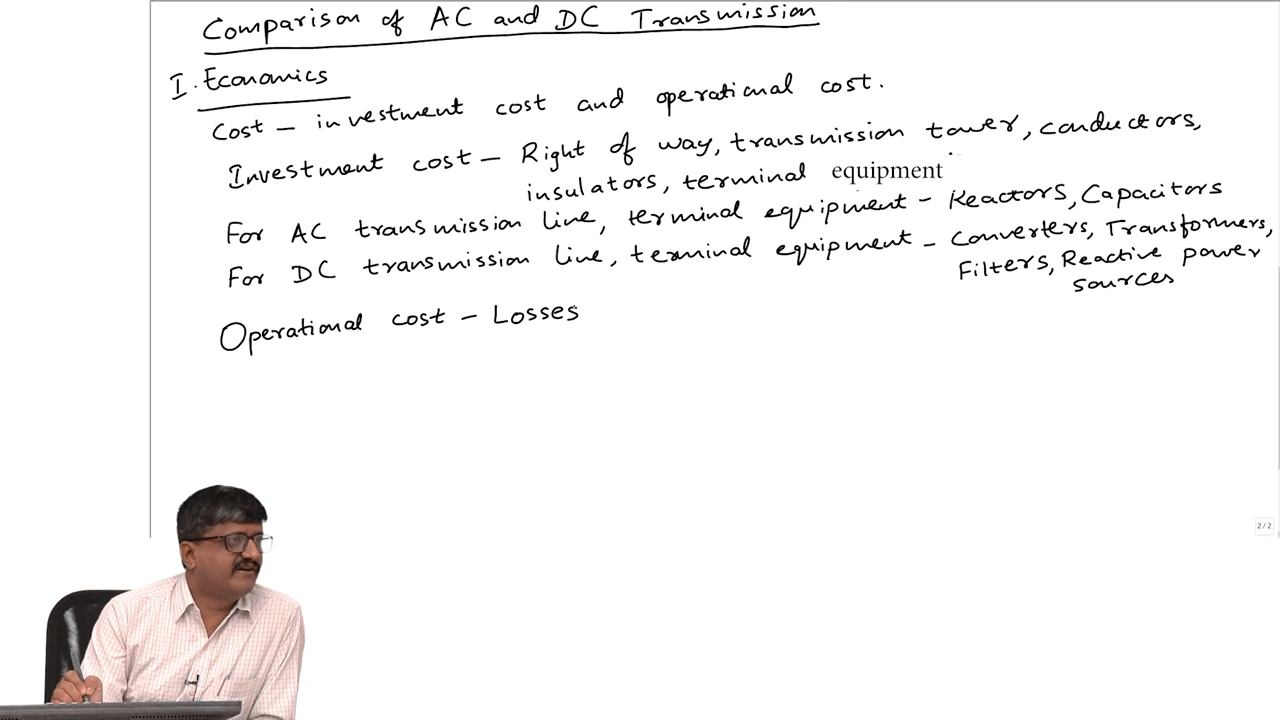 Comparison of AC and DC Transmission
I. Economics
Cost – investment cost and operational cost.
Investment cost – Right of way, transmission tower, conductors,
insulators, terminal equipment
For AC transmission line, terminal equipment – Reactors, Capacitors
For DC transmission line, terminal equipment – Converters, Transformers,
Filters, Reactive power
sources
Operational cost – Losses
2/2